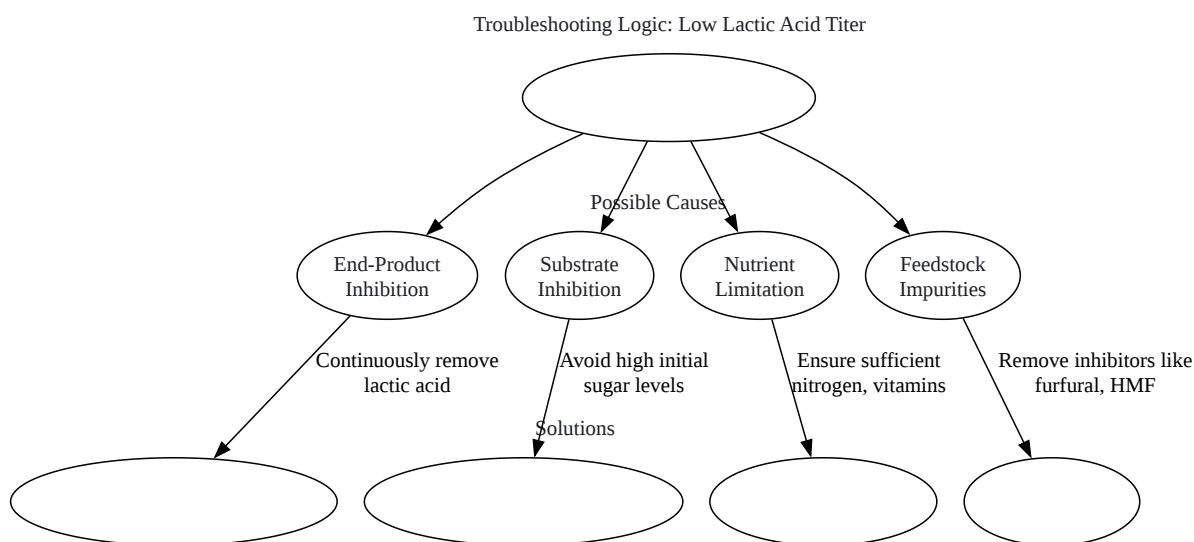 Troubleshooting Logic: Low Lactic Acid Titer
Possible Causes
End-Product
Inhibition
Substrate
Inhibition
Nutrient
Limitation
Feedstock
Impurities
Continuously remove
lactic acid
Avoid high initial
sugar levels
Ensure sufficient
nitrogen, vitamins
Remove inhibitors like
furfural, HMF
Solutions